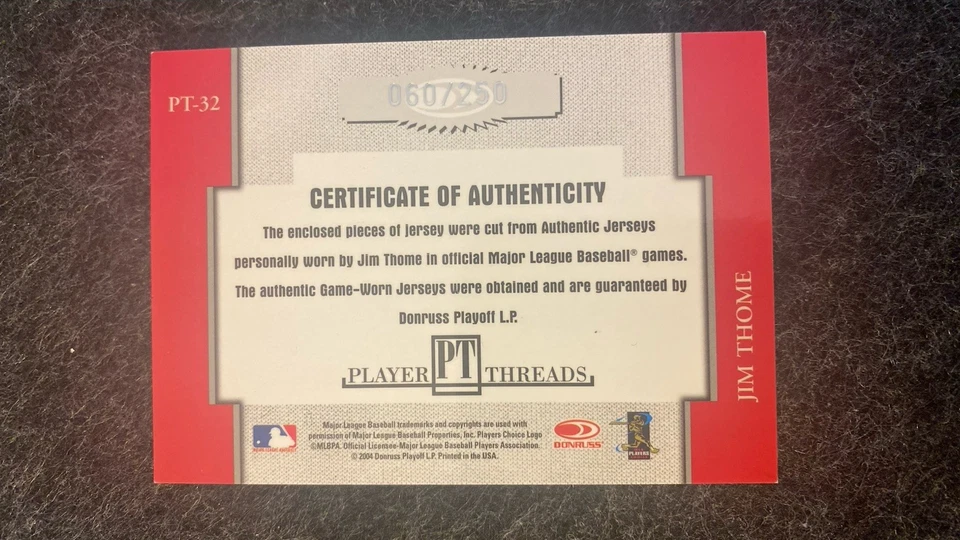 PT-32
060/250
CERTIFICATE OF AUTHENTICITY
The enclosed pieces of jersey were cut from Authentic Jerseys
personally worn by Jim Thome in official Major League Baseball® games.
The authentic Game-Worn Jerseys were obtained and are guaranteed by
Donruss Playoff L.P.
PLAYER PT THREADS
JIM THOME
Major League Baseball trademarks and copyrights are used with
permission of Major League Baseball Properties, Inc. Players Choice Logo
©MLBPA. Official Licensee-Major League Baseball Players Association.
© 2004 Donruss Playoff L.P. Printed in the USA.
DONRUSS
PLAYERS